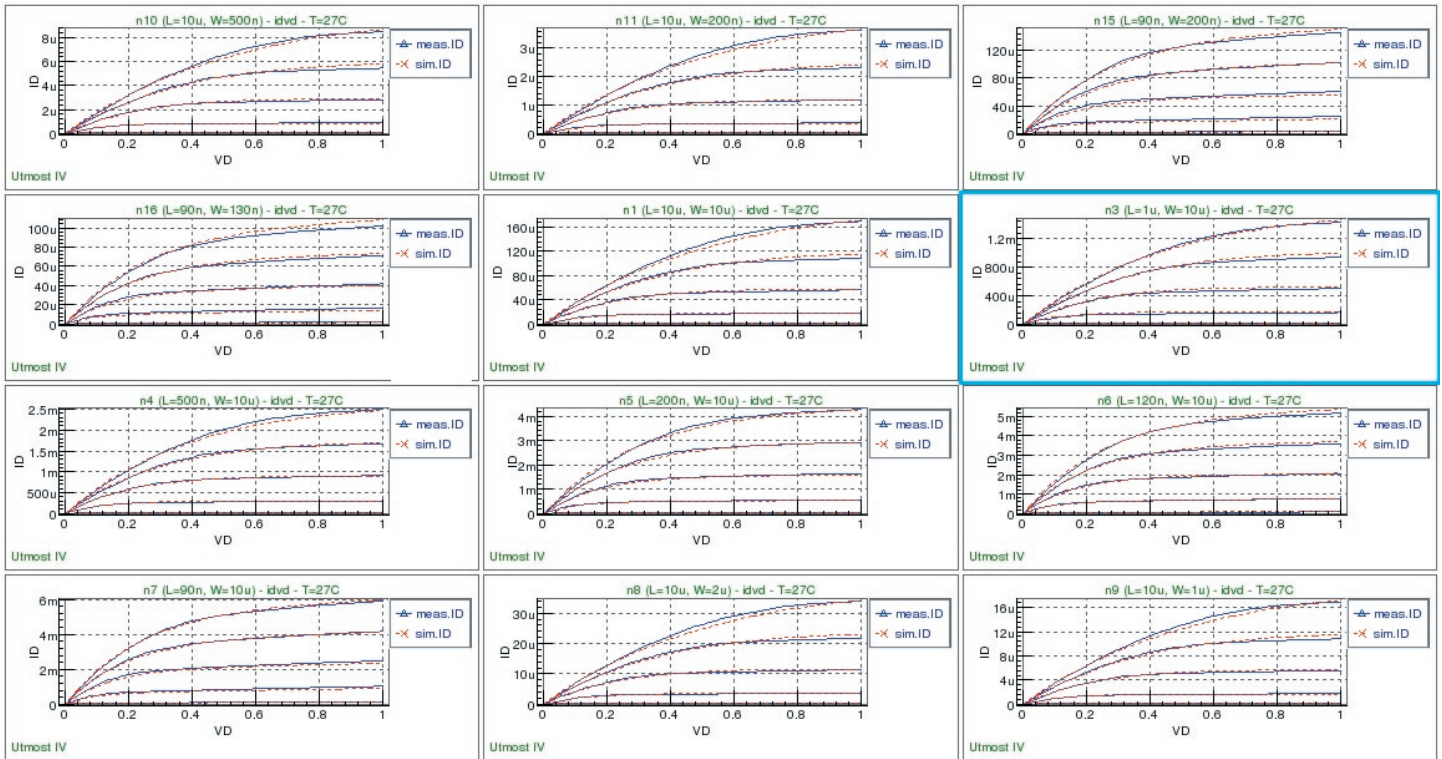 n10 (L=10u, W=500n) - idvd - T=27C
8u
6u
4u
2u
0
ID
0 0.2 0.4 0.6 0.8 1
VD
meas.ID
sim.ID
Utmost IV
n11 (L=10u, W=200n) - idvd - T=27C
3u
2u
1u
0
ID
0 0.2 0.4 0.6 0.8 1
VD
meas.ID
sim.ID
Utmost IV
n15 (L=90n, W=200n) - idvd - T=27C
120u
80u
40u
0
ID
0 0.2 0.4 0.6 0.8 1
VD
meas.ID
sim.ID
Utmost IV
n16 (L=90n, W=130n) - idvd - T=27C
100u
80u
60u
40u
20u
0
ID
0 0.2 0.4 0.6 0.8 1
VD
meas.ID
sim.ID
Utmost IV
n1 (L=10u, W=10u) - idvd - T=27C
160u
120u
80u
40u
0
ID
0 0.2 0.4 0.6 0.8 1
VD
meas.ID
sim.ID
Utmost IV
n3 (L=1u, W=10u) - idvd - T=27C
1.2m
800u
400u
0
ID
0 0.2 0.4 0.6 0.8 1
VD
meas.ID
sim.ID
Utmost IV
n4 (L=500n, W=10u) - idvd - T=27C
2.5m
2m
1.5m
1m
500u
0
ID
0 0.2 0.4 0.6 0.8 1
VD
meas.ID
sim.ID
Utmost IV
n5 (L=200n, W=10u) - idvd - T=27C
4m
3m
2m
1m
0
ID
0 0.2 0.4 0.6 0.8 1
VD
meas.ID
sim.ID
Utmost IV
n6 (L=120n, W=10u) - idvd - T=27C
5m
4m
3m
2m
1m
0
ID
0 0.2 0.4 0.6 0.8 1
VD
meas.ID
sim.ID
Utmost IV
n7 (L=90n, W=10u) - idvd - T=27C
6m
4m
2m
0
ID
0 0.2 0.4 0.6 0.8 1
VD
meas.ID
sim.ID
Utmost IV
n8 (L=10u, W=2u) - idvd - T=27C
30u
20u
10u
0
ID
0 0.2 0.4 0.6 0.8 1
VD
meas.ID
sim.ID
Utmost IV
n9 (L=10u, W=1u) - idvd - T=27C
16u
12u
8u
4u
0
ID
0 0.2 0.4 0.6 0.8 1
VD
meas.ID
sim.ID
Utmost IV